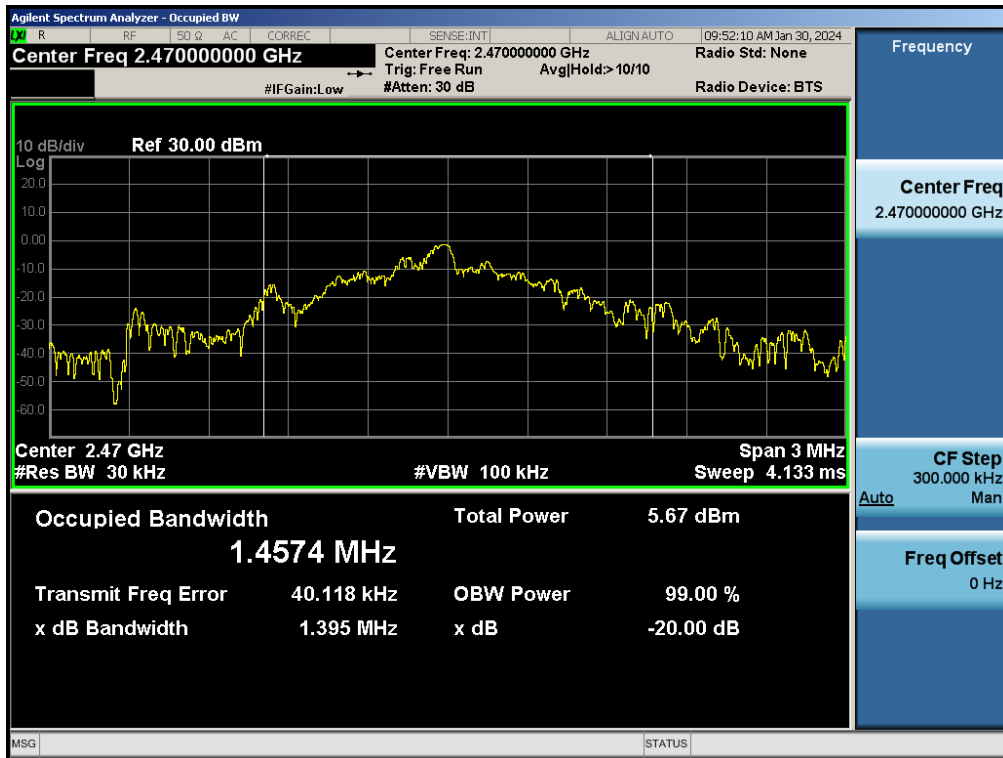 Agilent Spectrum Analyzer - Occupied BW
LXI R RF 50 Ω AC CORREC SENSE:INT ALIGN AUTO 09:52:10 AM Jan 30, 2024
Center Freq 2.470000000 GHz
Center Freq: 2.470000000 GHz
Radio Std: None
Trig: Free Run Avg|Hold:>10/10
#IFGain:Low
#Atten: 30 dB
Radio Device: BTS
Frequency
10 dB/div Ref 30.00 dBm
Log
20.0
10.0
0.00
-10.0
-20.0
-30.0
-40.0
-50.0
-60.0
Center Freq
2.470000000 GHz
Center 2.47 GHz Span 3 MHz
#Res BW 30 kHz #VBW 100 kHz Sweep 4.133 ms
CF Step
300.000 kHz
Auto Man
Occupied Bandwidth Total Power 5.67 dBm
1.4574 MHz
Transmit Freq Error 40.118 kHz OBW Power 99.00 %
x dB Bandwidth 1.395 MHz x dB -20.00 dB
Freq Offset
0 Hz
MSG STATUS